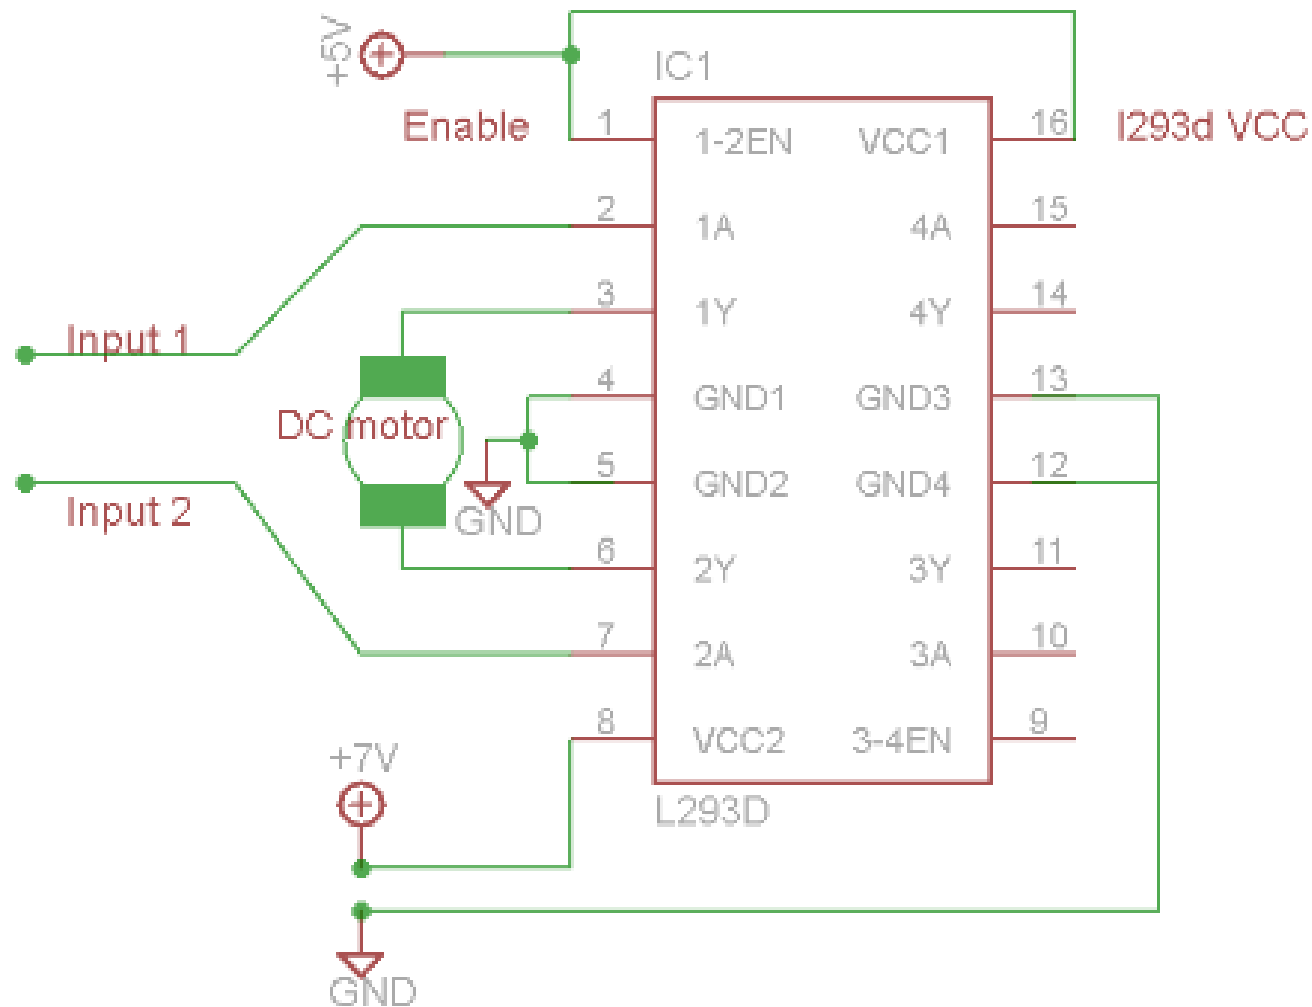 +5V
IC1
Enable
1
1-2EN
VCC1
16
l293d VCC
2
1A
4A
15
3
1Y
4Y
14
Input 1
4
GND1
GND3
13
DC motor
5
GND2
GND4
12
Input 2
GND
6
2Y
3Y
11
7
2A
3A
10
8
VCC2
3-4EN
9
+7V
L293D
GND